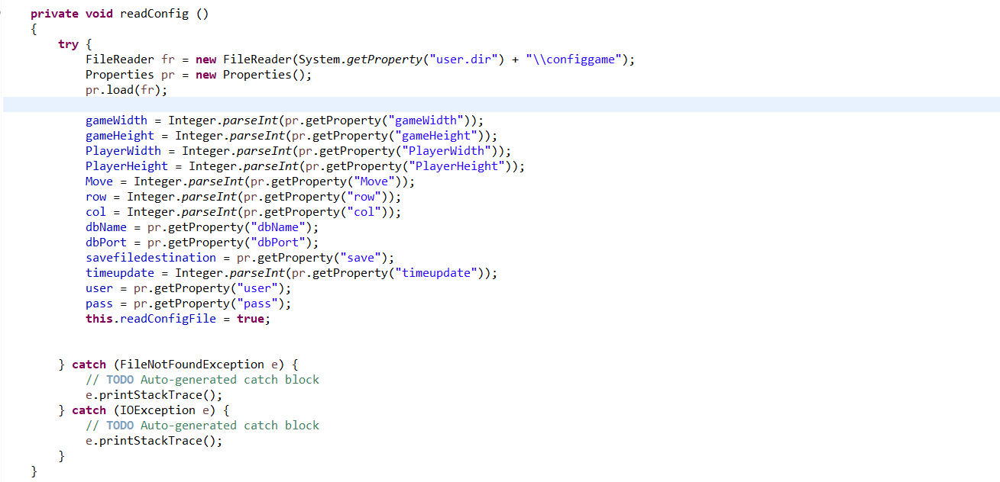 private void readConfig ()
{
try {
FileReader fr = new FileReader(System.getProperty("user.dir") + "\\configgame");
Properties pr = new Properties();
pr.load(fr);
gameWidth = Integer.parseInt(pr.getProperty("gameWidth"));
gameHeight = Integer.parseInt(pr.getProperty("gameHeight"));
PlayerWidth = Integer.parseInt(pr.getProperty("PlayerWidth"));
PlayerHeight = Integer.parseInt(pr.getProperty("PlayerHeight"));
Move = Integer.parseInt(pr.getProperty("Move"));
row = Integer.parseInt(pr.getProperty("row"));
col = Integer.parseInt(pr.getProperty("col"));
dbName = pr.getProperty("dbName");
dbPort = pr.getProperty("dbPort");
savefiledestination = pr.getProperty("save");
timeupdate = Integer.parseInt(pr.getProperty("timeupdate"));
user = pr.getProperty("user");
pass = pr.getProperty("pass");
this.readConfigFile = true;
} catch (FileNotFoundException e) {
// TODO Auto-generated catch block
e.printStackTrace();
} catch (IOException e) {
// TODO Auto-generated catch block
e.printStackTrace();
}
}